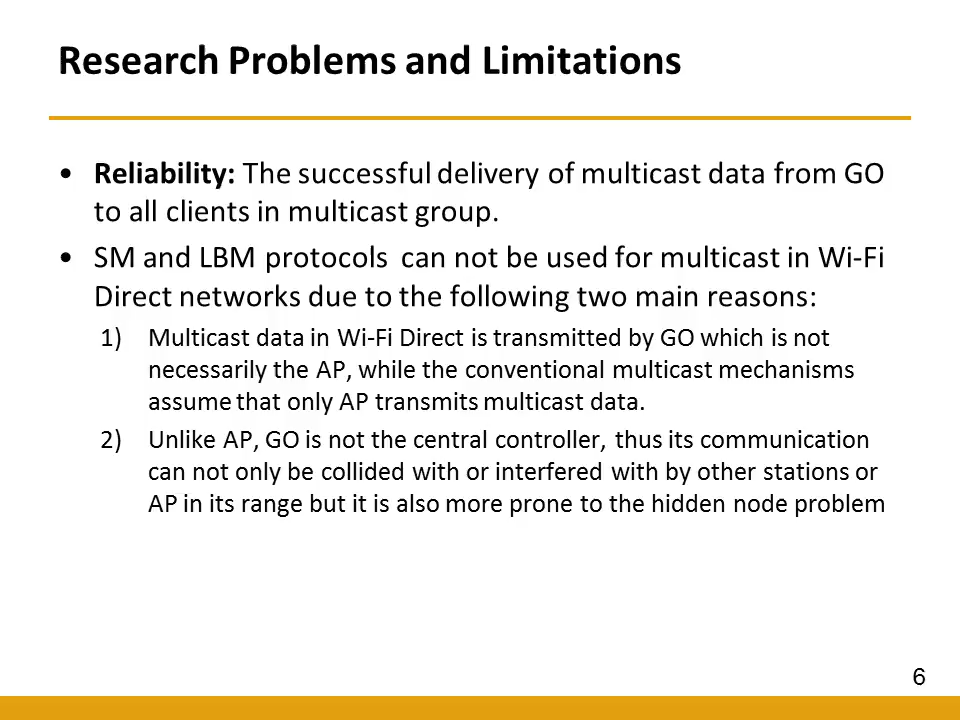 Research Problems and Limitations
• Reliability: The successful delivery of multicast data from GO
to all clients in multicast group.
• SM and LBM protocols can not be used for multicast in Wi-Fi
Direct networks due to the following two main reasons:
1) Multicast data in Wi-Fi Direct is transmitted by GO which is not
necessarily the AP, while the conventional multicast mechanisms
assume that only AP transmits multicast data.
2) Unlike AP, GO is not the central controller, thus its communication
can not only be collided with or interfered with by other stations or
AP in its range but it is also more prone to the hidden node problem
6